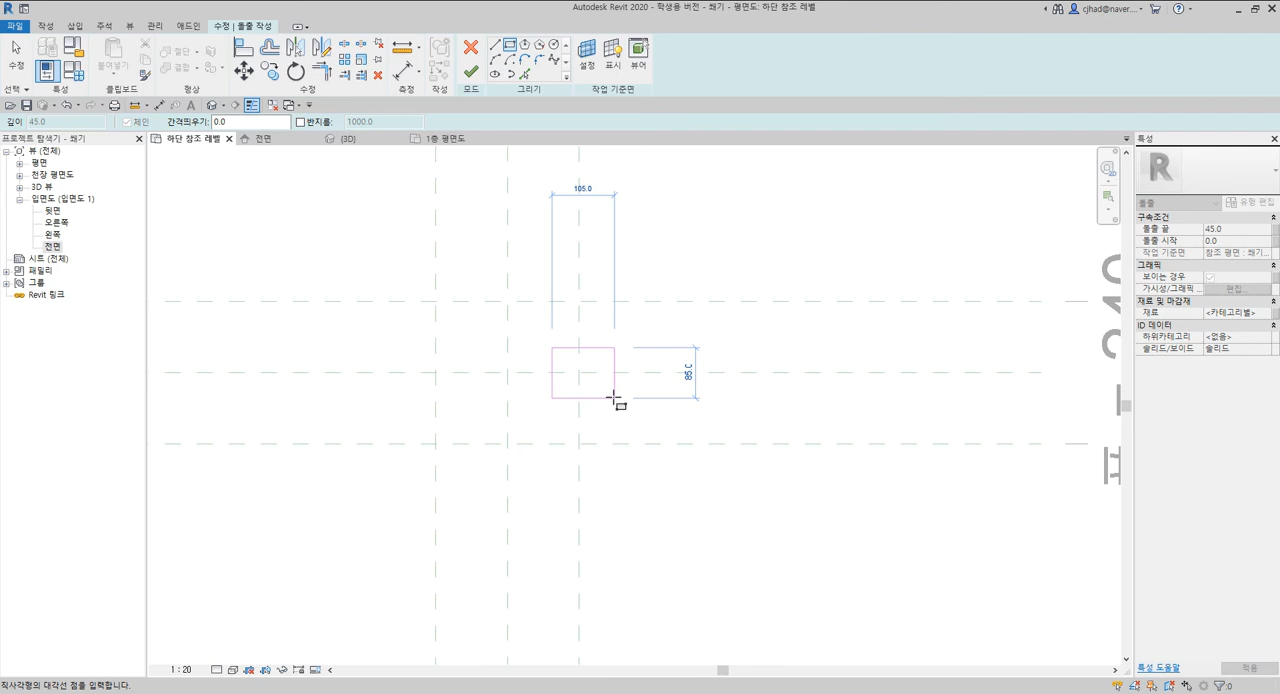 Autodesk Revit 2020 - 학생용 버전 - 쐐기 - 평면도: 하단 참조 레벨
cjhad@naver....
파일 작성 삽입 주석 뷰 관리 애드인 수정 | 돌출 작성
수정 붙여넣기 절단 결합 작성 설정 표시 뷰어
선택 특성 클립보드 형상 수정 측정 작성 모드 그리기 작업 기준면
깊이 45.0 체인 간격띄우기: 0.0 반지름: 1000.0
프로젝트 탐색기 - 쐐기
하단 참조 레벨 전면 (3D) 1층 평면도
특성
뷰 (전체)
평면
천장 평면도
3D 뷰
입면도 (입면도 1)
뒷면
오른쪽
왼쪽
전면
시트 (전체)
패밀리
그룹
Revit 링크
105.0
85.0
돌출 유형 편집
구속조건
돌출 끝 45.0
돌출 시작 0.0
작업 기준면 참조 평면 : 쐐기...
그래픽
보이는 경우
가시성/그래픽 ... 편집...
재료 및 마감재
재료 <카테고리별>
ID 데이터
하위카테고리 <없음>
솔리드/보이드 솔리드
특성 도움말 적용
1 : 20
직사각형의 대각선 점을 입력합니다.
:0